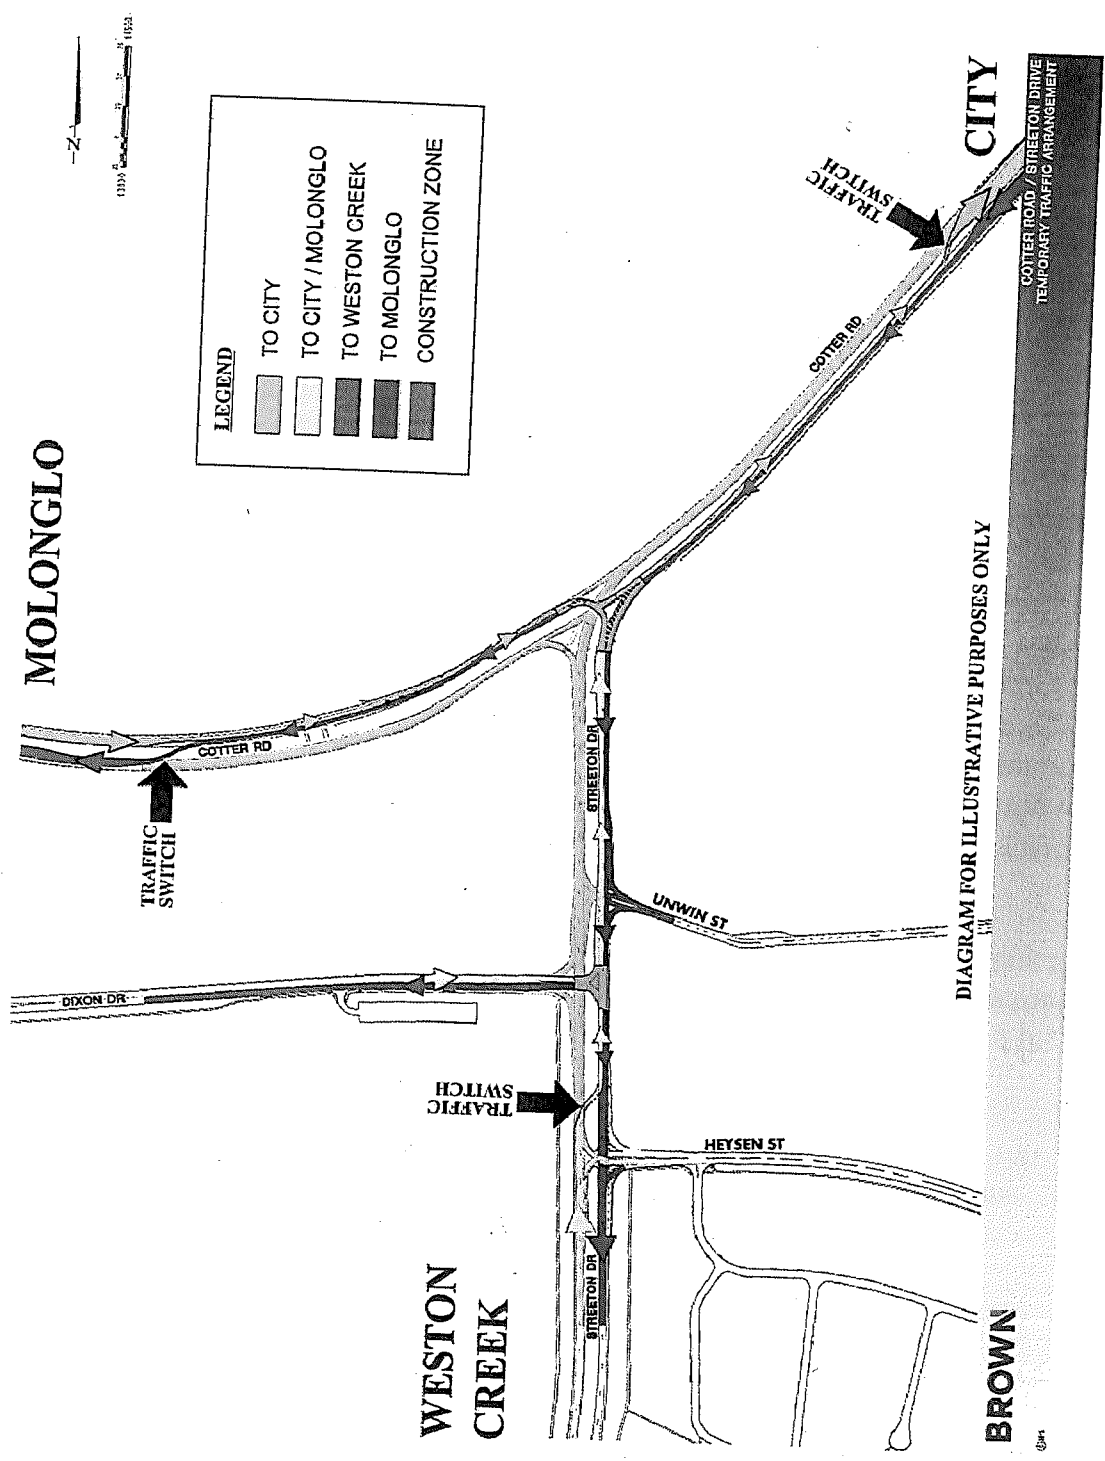 N
MOLONGLO
LEGEND
TO CITY
TO CITY / MOLONGLO
TO WESTON CREEK
TO MOLONGLO
CONSTRUCTION ZONE
CITY
TRAFFIC
SWITCH
COTTER RD
TRAFFIC
SWITCH
COTTER RD
STREETON DR
UNWIN ST
DIXON DR
TRAFFIC
SWITCH
HEYSEN ST
STREETON DR
WESTON
CREEK
DIAGRAM FOR ILLUSTRATIVE PURPOSES ONLY
BROWN
COTTER ROAD / STREETON DRIVE
TEMPORARY TRAFFIC ARRANGEMENT